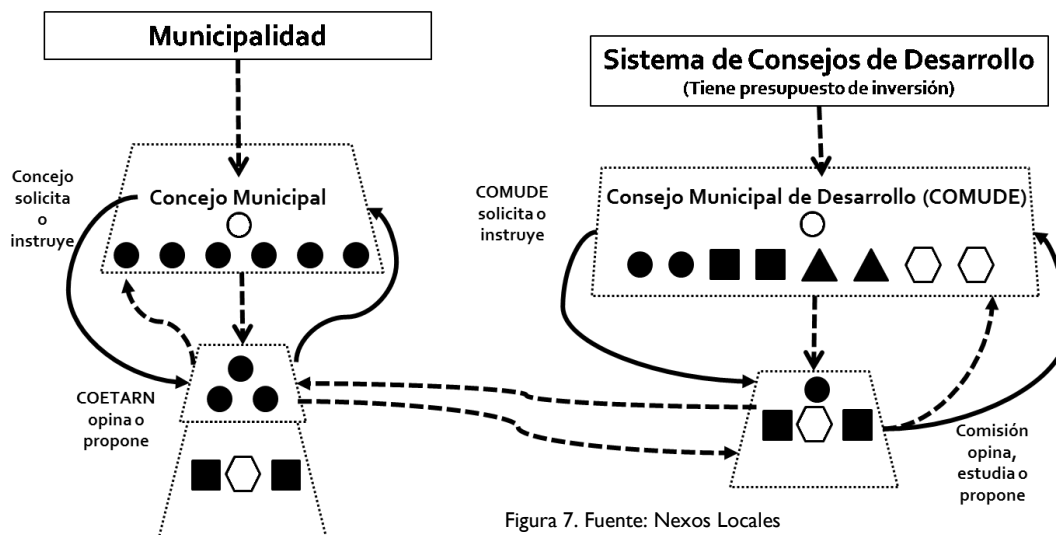 Municipalidad
Sistema de Consejos de Desarrollo
(Tiene presupuesto de inversión)
Concejo
solicita
o
instruye
Concejo Municipal
COMUDE
solicita o
instruye
Consejo Municipal de Desarrollo (COMUDE)
COETARN
opina o
propone
Comisión
opina,
estudia o
propone
Figura 7. Fuente: Nexos Locales